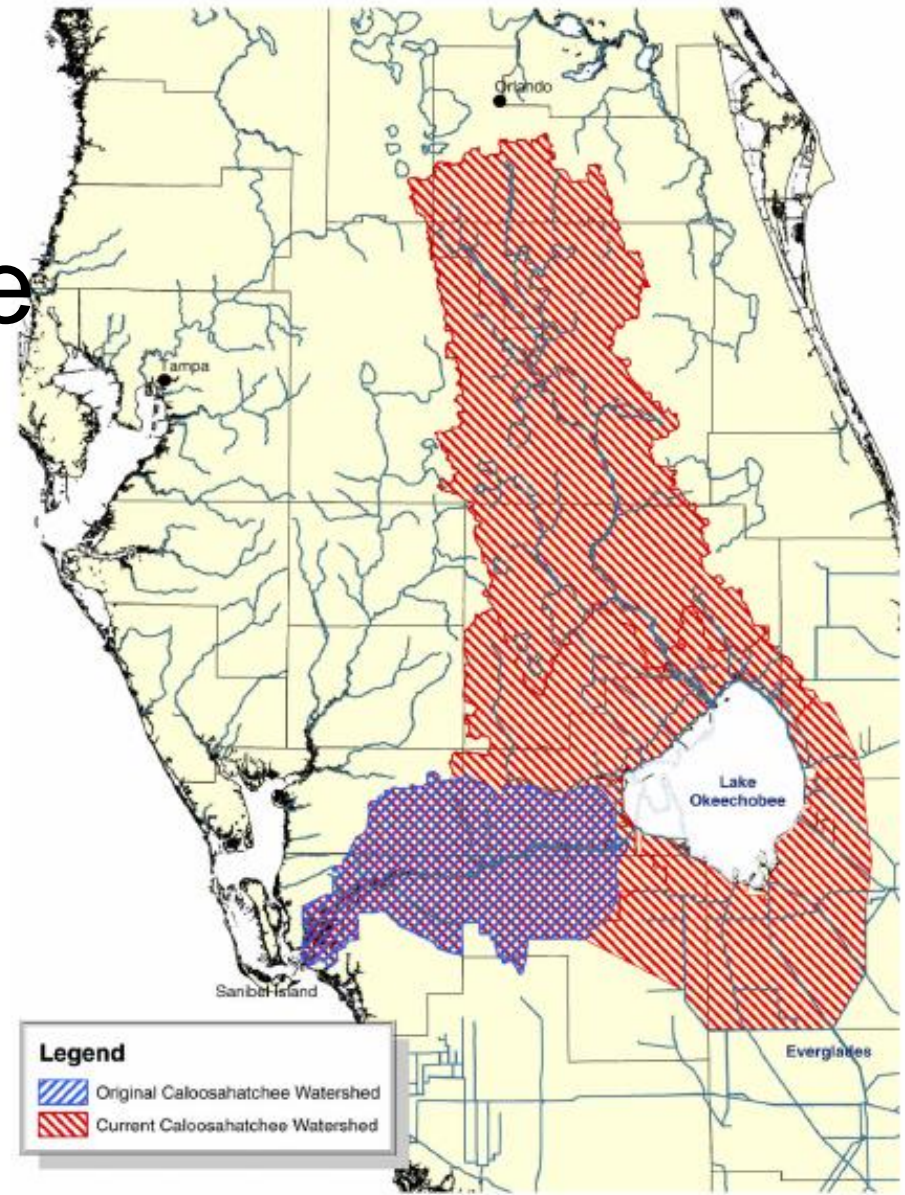 Orlando
e
Tampa
Lake
Okeechobee
Sanibel Island
Everglades
Legend
Original Caloosahatchee Watershed
Current Caloosahatchee Watershed